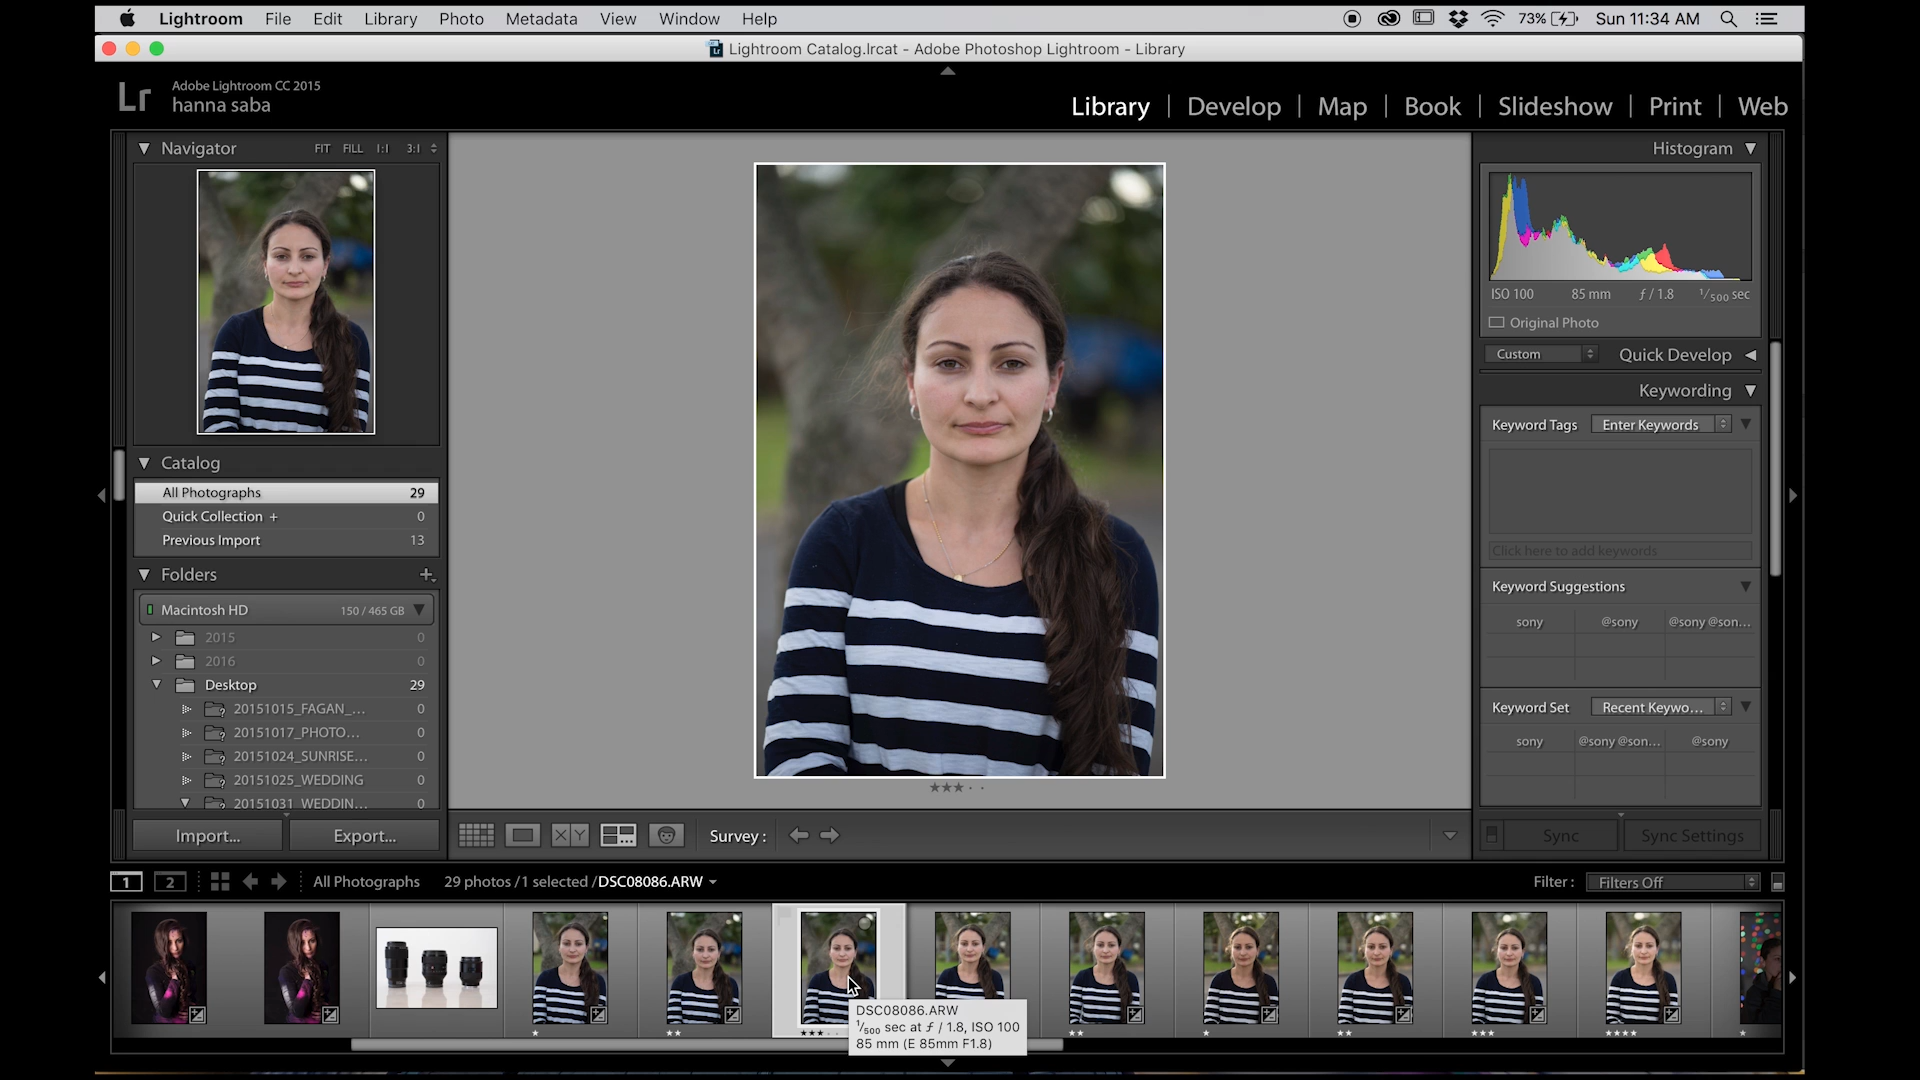 Lightroom File Edit Library Photo Metadata View Window Help 73% Sun 11:34 AM
Lightroom Catalog.lrcat - Adobe Photoshop Lightroom - Library
Lr
Adobe Lightroom CC 2015
hanna saba
Library | Develop | Map | Book | Slideshow | Print | Web
Navigator FIT FILL 1:1 3:1
Catalog
All Photographs 29
Quick Collection + 0
Previous Import 13
Folders +
Macintosh HD 150 / 465 GB
2015 0
2016 0
Desktop 29
20151015_FAGAN_... 0
20151017_PHOTO... 0
20151024_SUNRISE... 0
20151025_WEDDING 0
20151031_WEDDIN... 0
Import... Export...
Survey :
Histogram
ISO 100 85 mm ƒ / 1.8 1/500 sec
Original Photo
Custom Quick Develop
Keywording
Keyword Tags Enter Keywords
Click here to add keywords
Keyword Suggestions
sony @sony @sony @son...
Keyword Set Recent Keywo...
sony @sony @son... @sony
Sync Sync Settings
1 2 All Photographs 29 photos / 1 selected / DSC08086.ARW Filter : Filters Off
DSC08086.ARW
1/500 sec at ƒ / 1.8, ISO 100
85 mm (E 85mm F1.8)